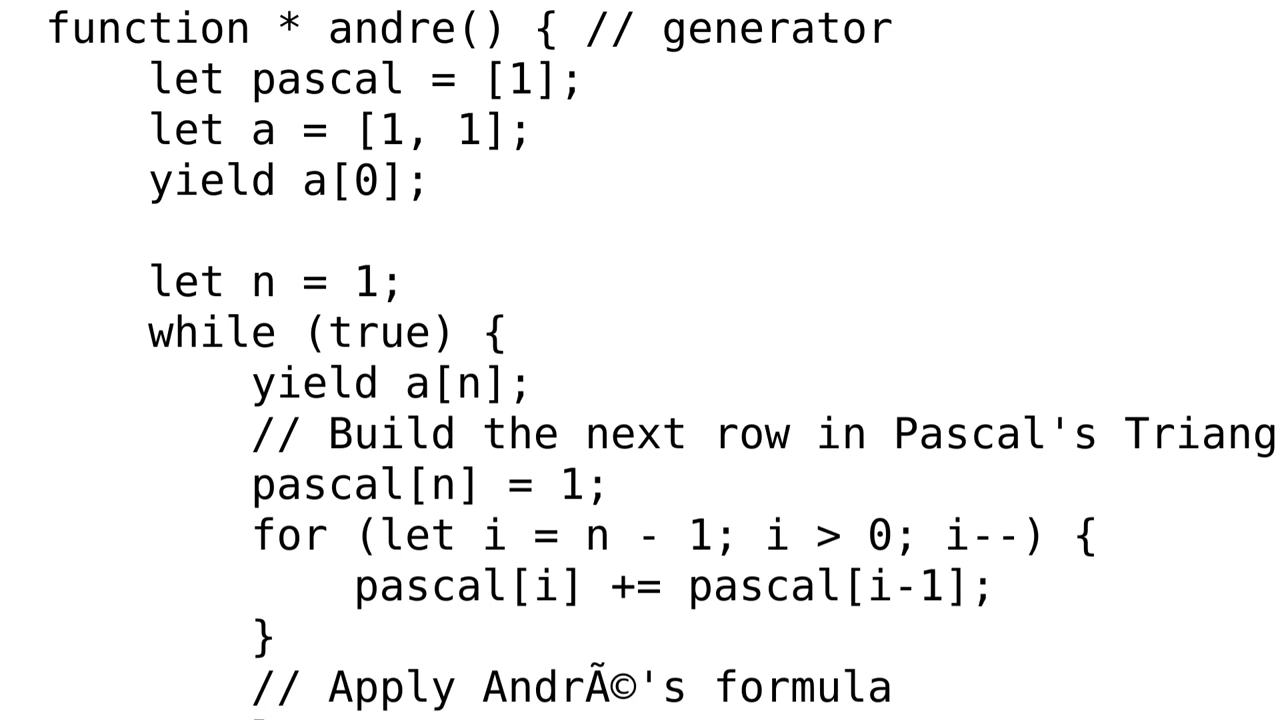 function * andre() { // generator
let pascal = [1];
let a = [1, 1];
yield a[0];
let n = 1;
while (true) {
yield a[n];
// Build the next row in Pascal's Triang
pascal[n] = 1;
for (let i = n - 1; i > 0; i--) {
pascal[i] += pascal[i-1];
}
// Apply AndrÃ©'s formula